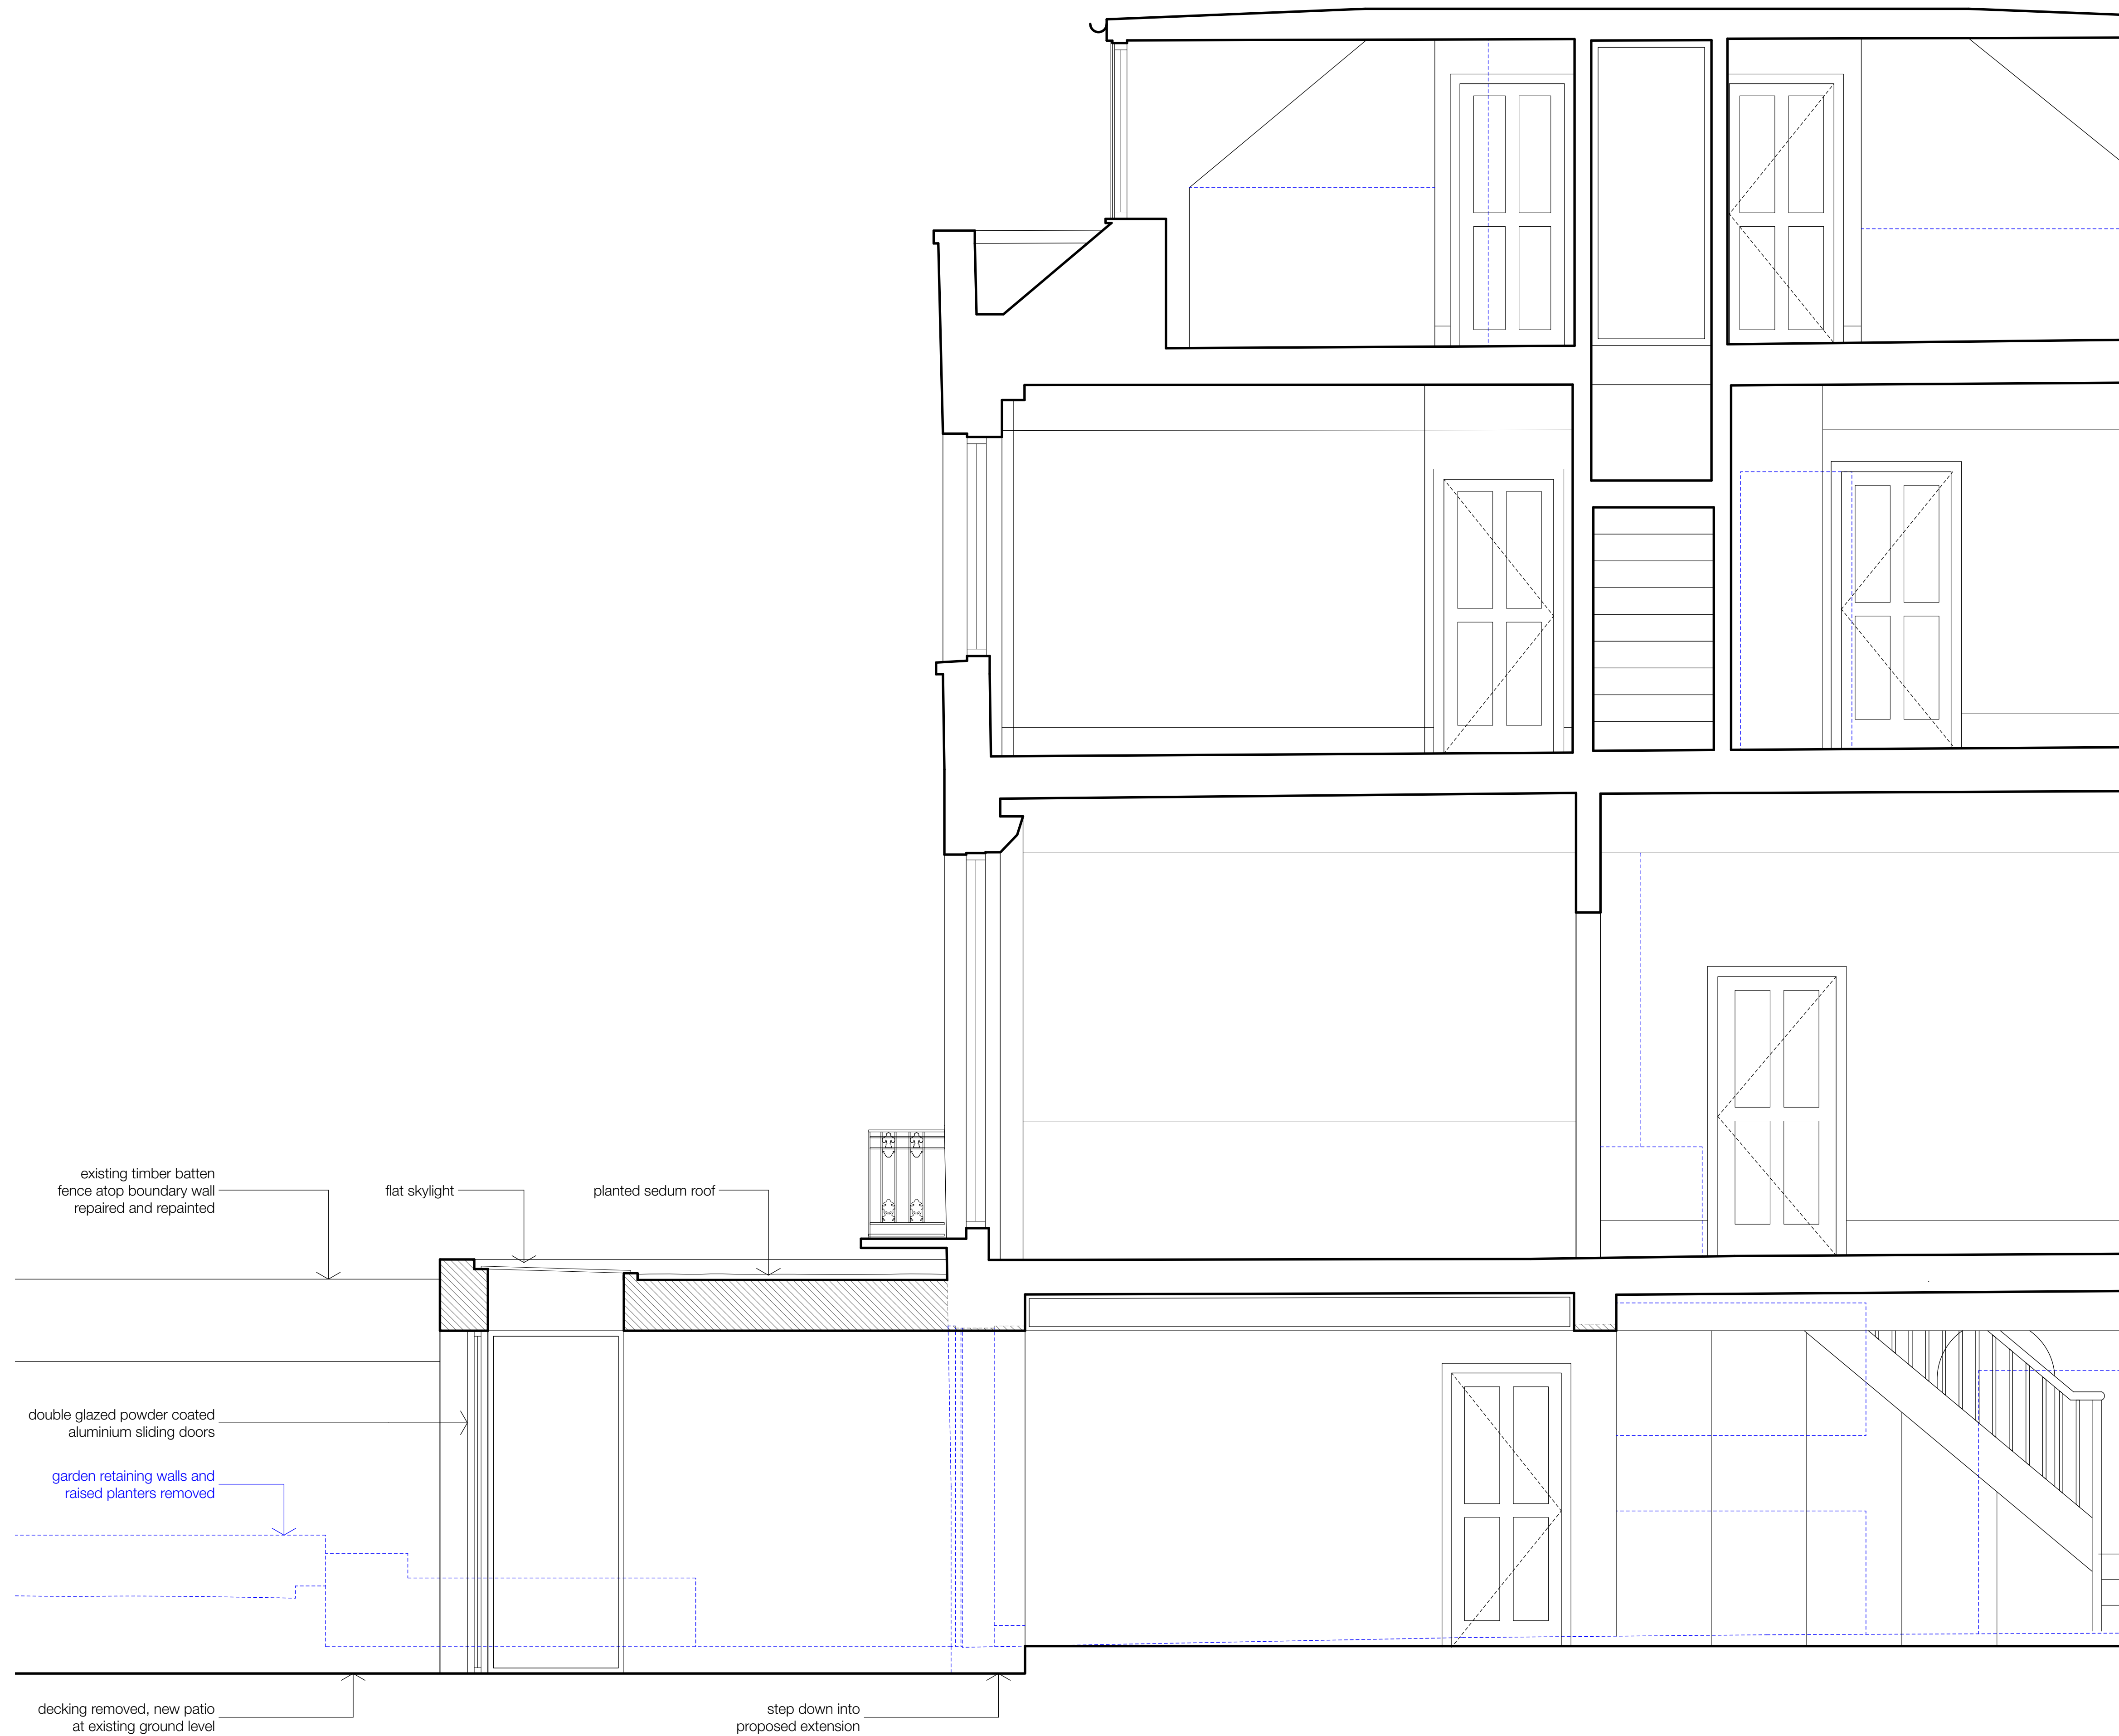 existing timber batten
fence atop boundary wall
repaired and repainted
flat skylight
planted sedum roof
double glazed powder coated
aluminium sliding doors
garden retaining walls and
raised planters removed
decking removed, new patio
at existing ground level
step down into
proposed extension